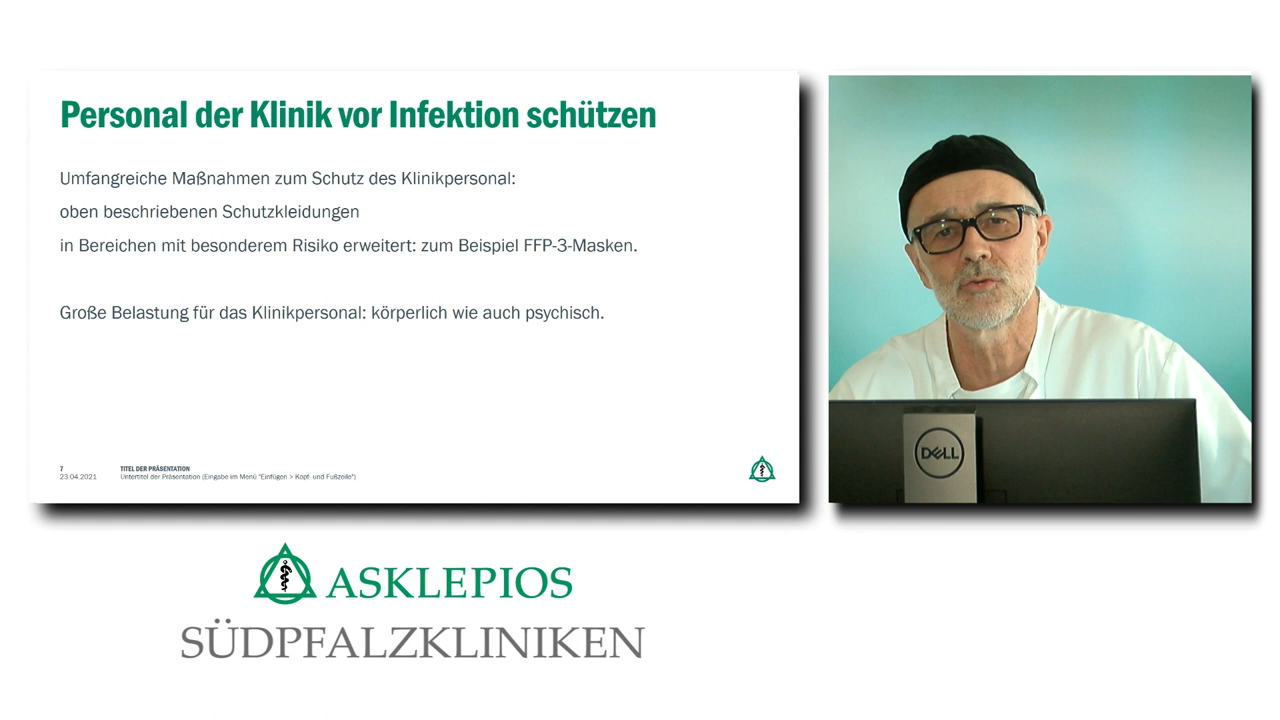 Personal der Klinik vor Infektion schützen
Umfangreiche Maßnahmen zum Schutz des Klinikpersonal:
oben beschriebenen Schutzkleidungen
in Bereichen mit besonderem Risiko erweitert: zum Beispiel FFP-3-Masken.
Große Belastung für das Klinikpersonal: körperlich wie auch psychisch.
7 TITEL DER PRÄSENTATION
23.04.2021 Untertitel der Präsentation (Eingabe im Menü "Einfügen > Kopf- und Fußzeile")
DELL
ASKLEPIOS
SÜDPFALZKLINIKEN